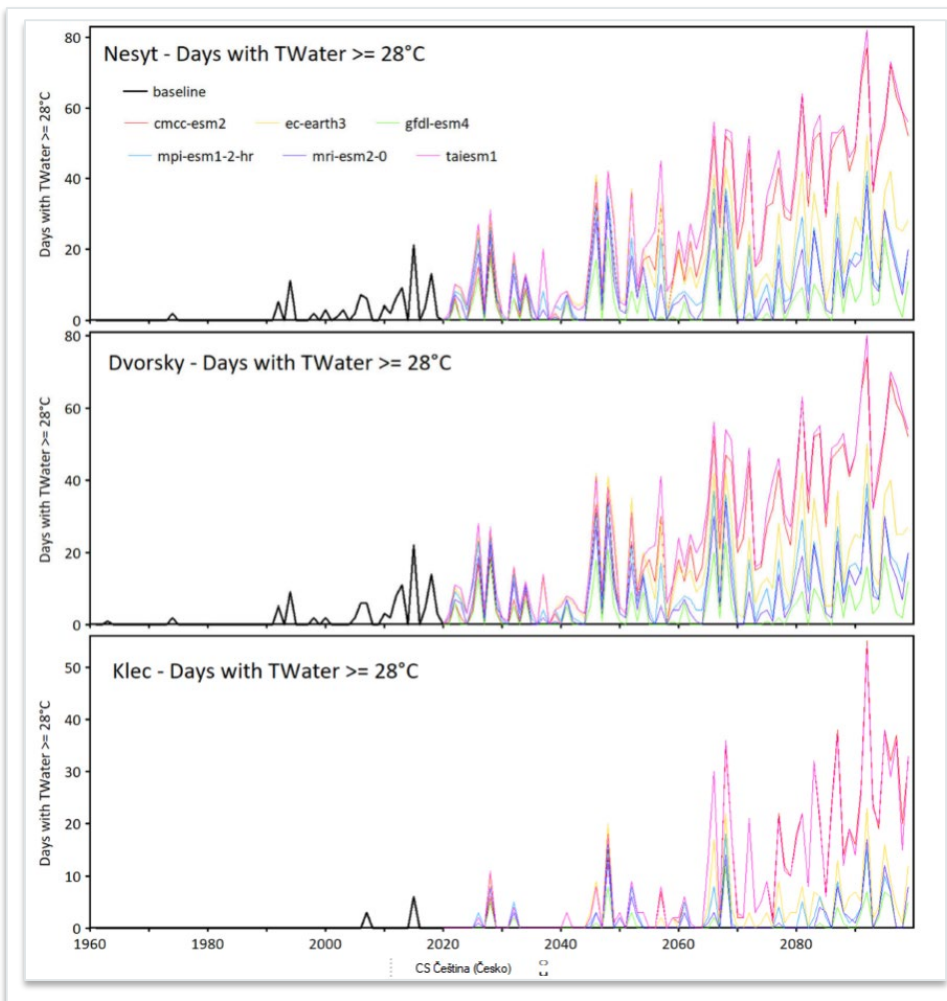 Nesyt - Days with TWater >= 28°C
baseline
cmcc-esm2 ec-earth3 gfdl-esm4
mpi-esm1-2-hr mri-esm2-0 taiesm1
Days with TWater >= 28°C
80
60
40
20
0
Dvorsky - Days with TWater >= 28°C
Days with TWater >= 28°C
80
60
40
20
0
Klec - Days with TWater >= 28°C
Days with TWater >= 28°C
50
40
30
20
10
0
1960 1980 2000 2020 2040 2060 2080
CS Čeština (Česko)